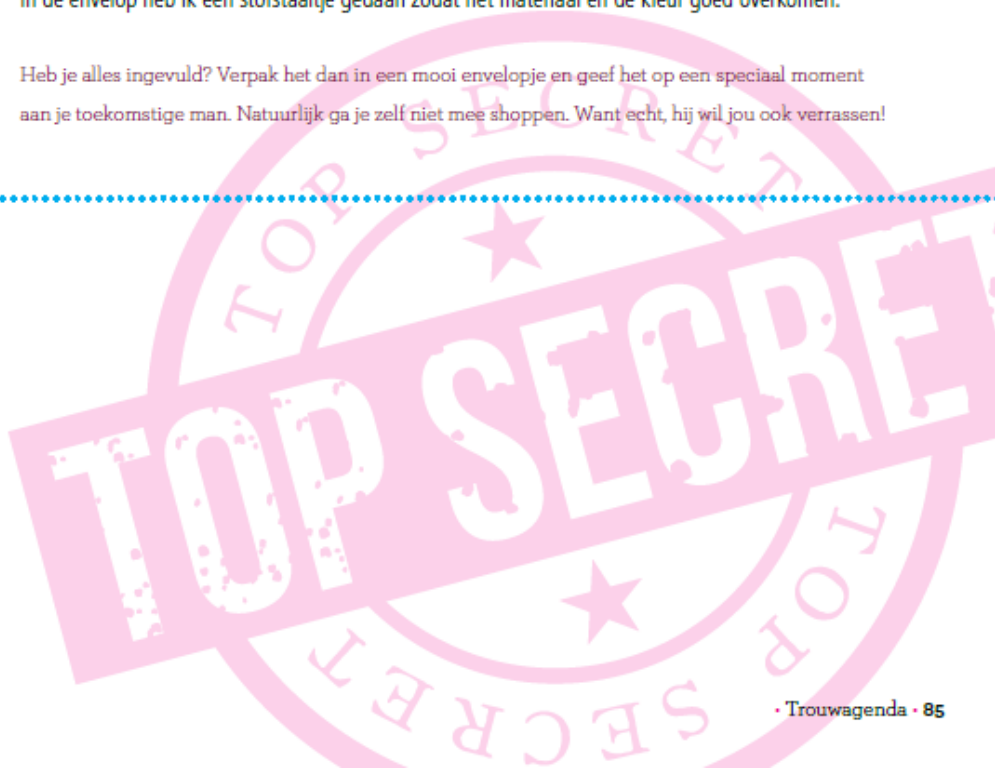 In de envelop heb ik een stofstaaltje gedaan zodat het materiaal en de kleur goed overkomen.
Heb je alles ingevuld? Verpak het dan in een mooi envelopje en geef het op een speciaal moment
aan je toekomstige man. Natuurlijk ga je zelf niet mee shoppen. Want echt, hij wil jou ook verrassen!
TOP SECRET
TOP SECRET
TOP SECRET
• Trouwagenda • 85